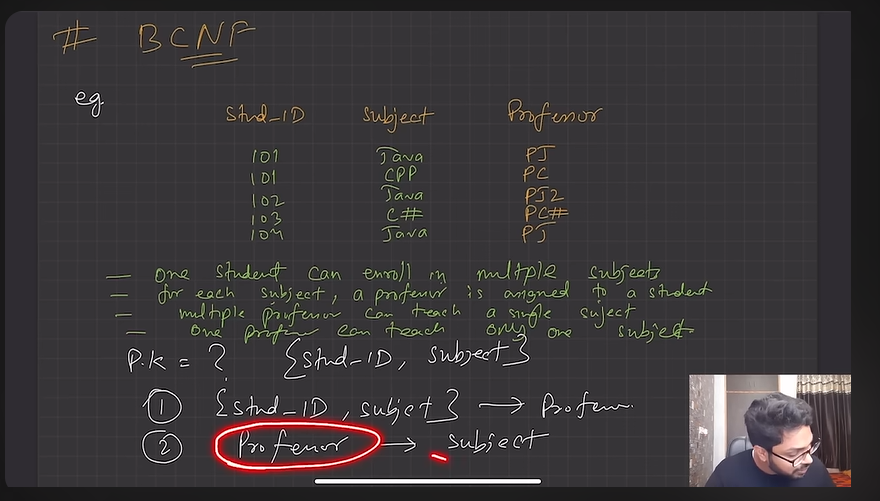 # BCNF
eg.
Stud_ID Subject Professor
101 Java PJ
101 CPP PC
102 Java PJ2
103 C# PC#
104 Java PJ
— One student can enroll in multiple subjects
— for each subject, a professor is assigned to a student
— multiple professor can teach a single suject
— One profess can teach only one subject
P.K = ? {Stud_ID, subject}
① {Stud_ID, subject} → Professor
② Professor → subject